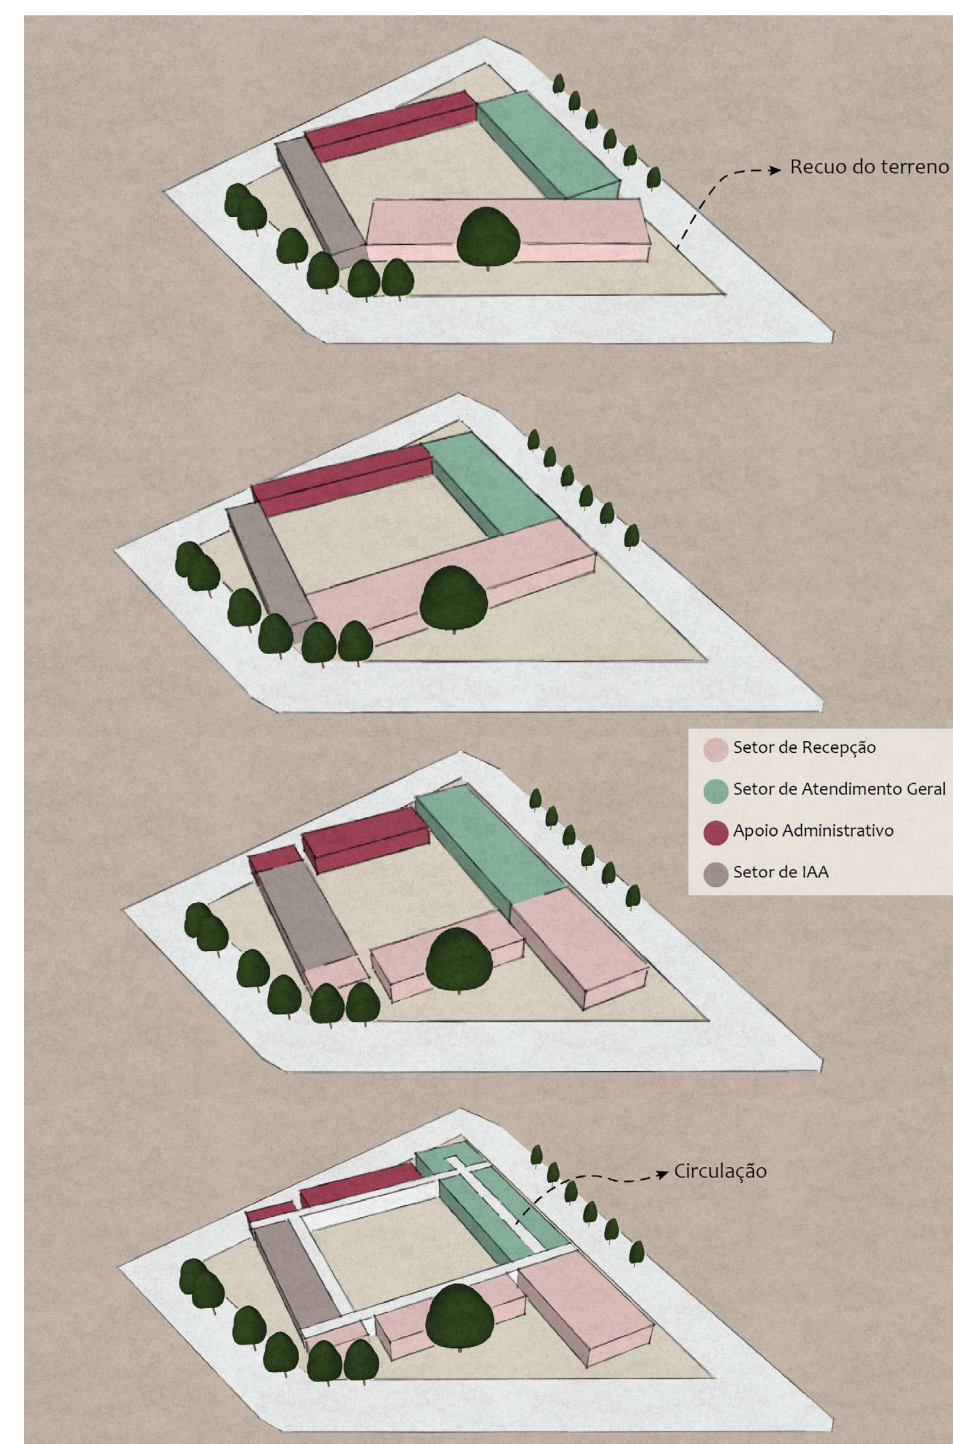 Recuo do terreno
Setor de Recepção
Setor de Atendimento Geral
Apoio Administrativo
Setor de IAA
Circulação